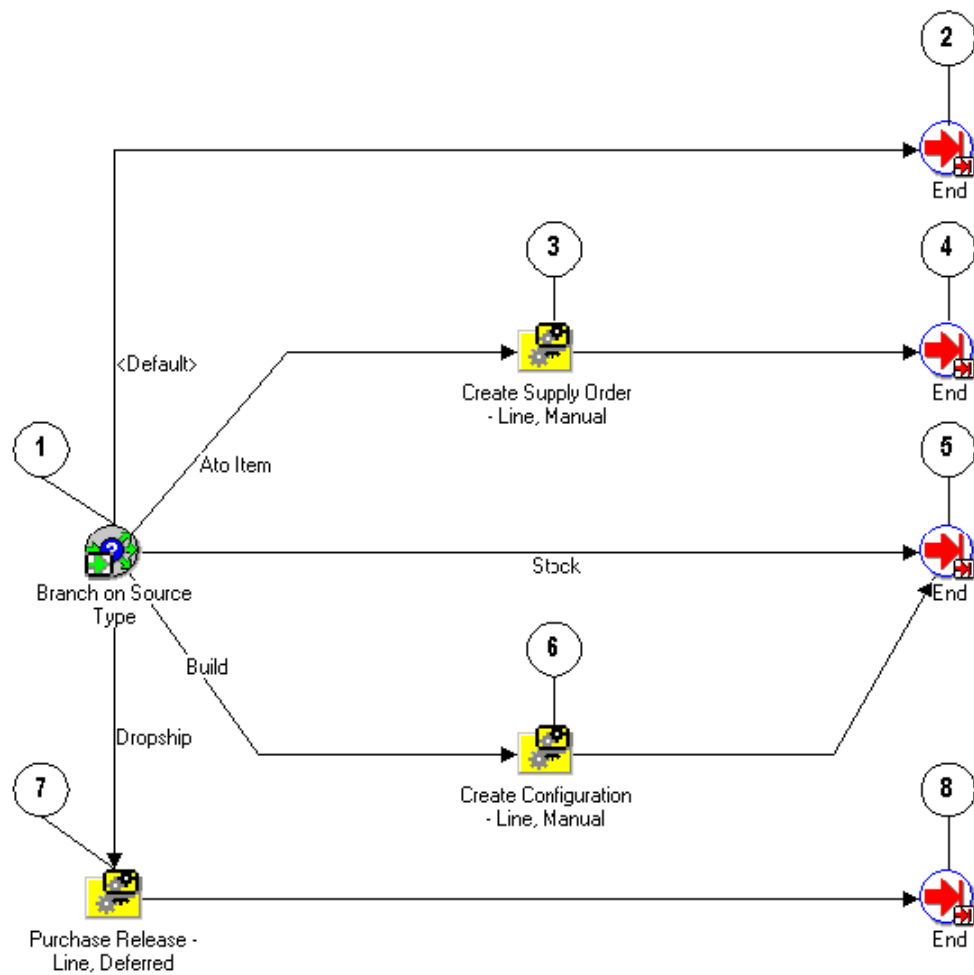 2
End
<Default>
3
4
Create Supply Order
- Line, Manual
End
1
Ato Item
5
Branch on Source
Type
Stock
End
Build
6
Dropship
7
Create Configuration
- Line, Manual
8
Purchase Release -
Line, Deferred
End